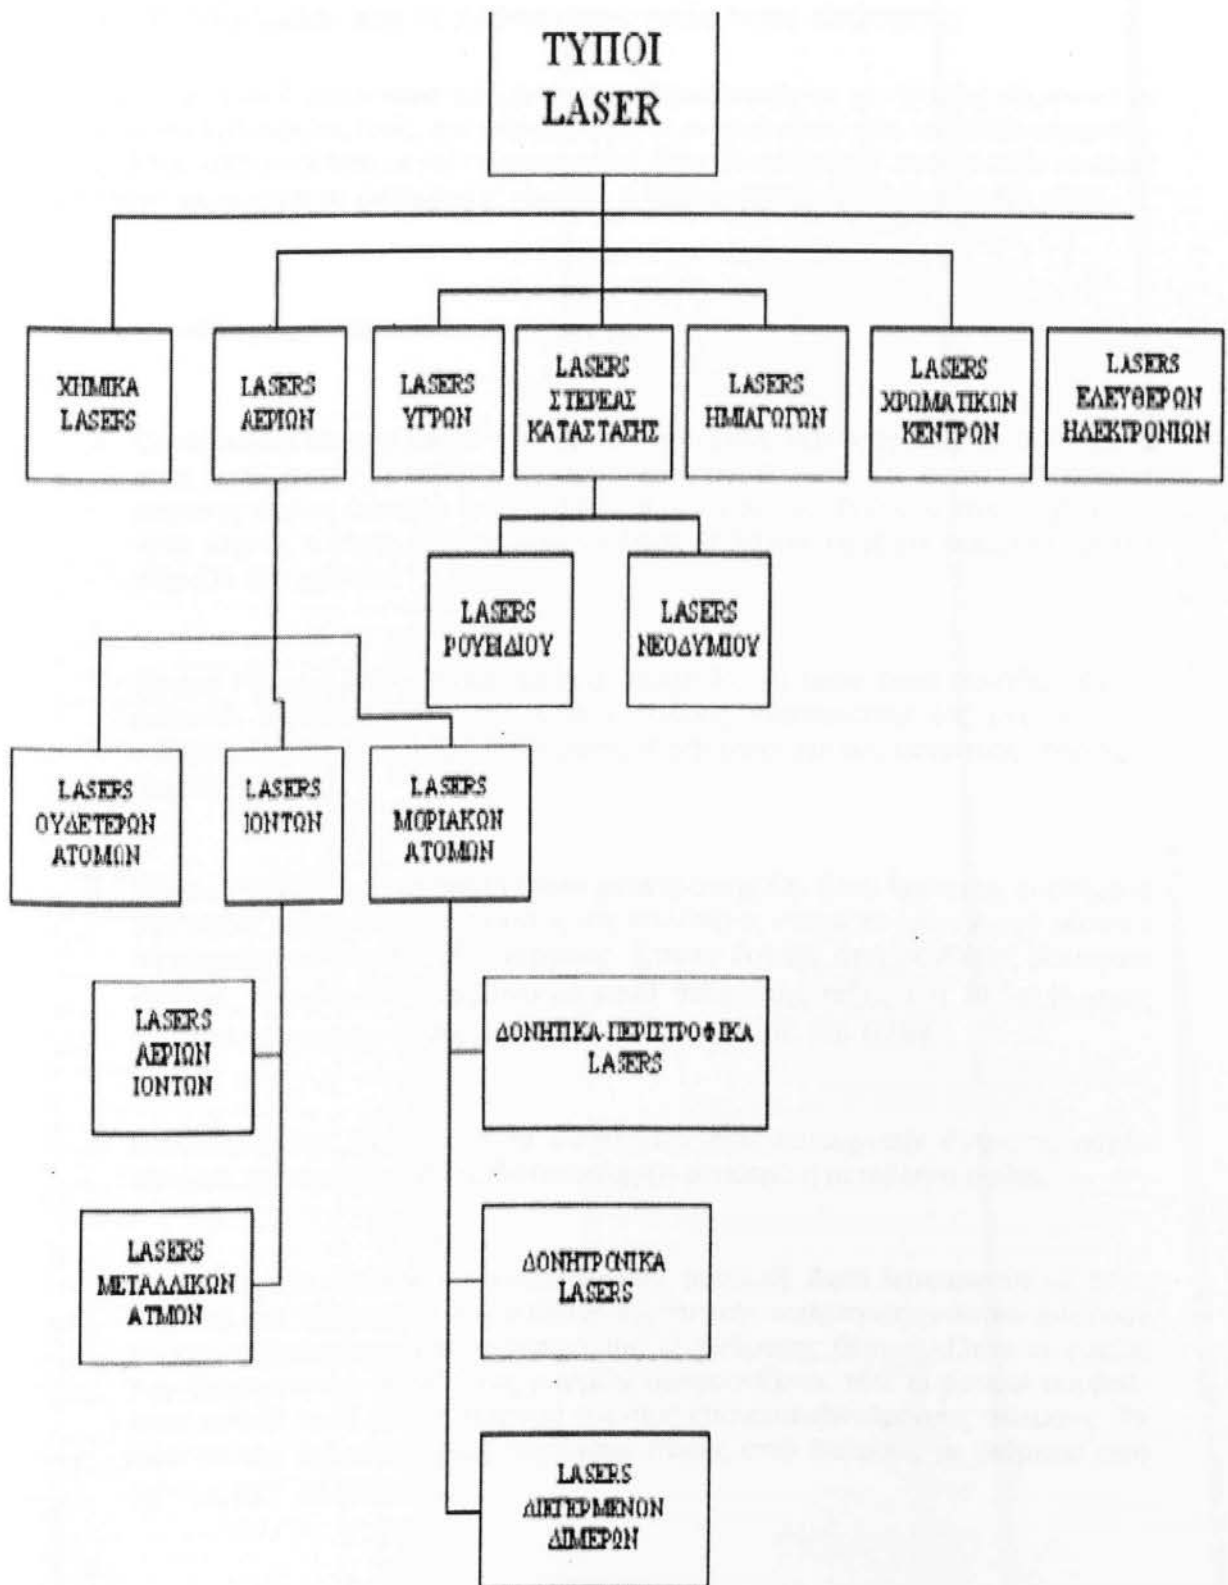 ΤΥΠΟΙ
LASER
ΧΗΜΙΚΑ
LASERS
LASERS
ΑΕΡΙΩΝ
LASERS
ΥΓΡΩΝ
LASERS
ΣΤΕΡΕΑΣ
ΚΑΤΑΣΤΑΣΗΣ
LASERS
ΗΜΙΑΓΩΓΩΝ
LASERS
ΧΡΩΜΑΤΙΚΩΝ
ΚΕΝΤΡΩΝ
LASERS
ΕΛΕΥΘΕΡΩΝ
ΗΛΕΚΤΡΟΝΙΩΝ
LASERS
ΡΟΥΒΙΔΙΟΥ
LASERS
ΝΕΟΔΥΜΙΟΥ
LASERS
ΟΥΔΕΤΕΡΩΝ
ΑΤΟΜΩΝ
LASERS
ΙΟΝΤΩΝ
LASERS
ΜΟΡΙΑΚΩΝ
ΑΤΟΜΩΝ
LASERS
ΑΕΡΙΩΝ
ΙΟΝΤΩΝ
ΔΟΝΗΤΙΚΑ-ΠΕΡΙΣΤΡΟΦΙΚΑ
LASERS
LASERS
ΜΕΤΑΛΛΙΚΩΝ
ΑΤΜΩΝ
ΔΟΝΗΤΡΟΝΙΚΑ
LASERS
LASERS
ΔΙΕΓΕΡΜΕΝΩΝ
ΔΙΜΕΡΩΝ